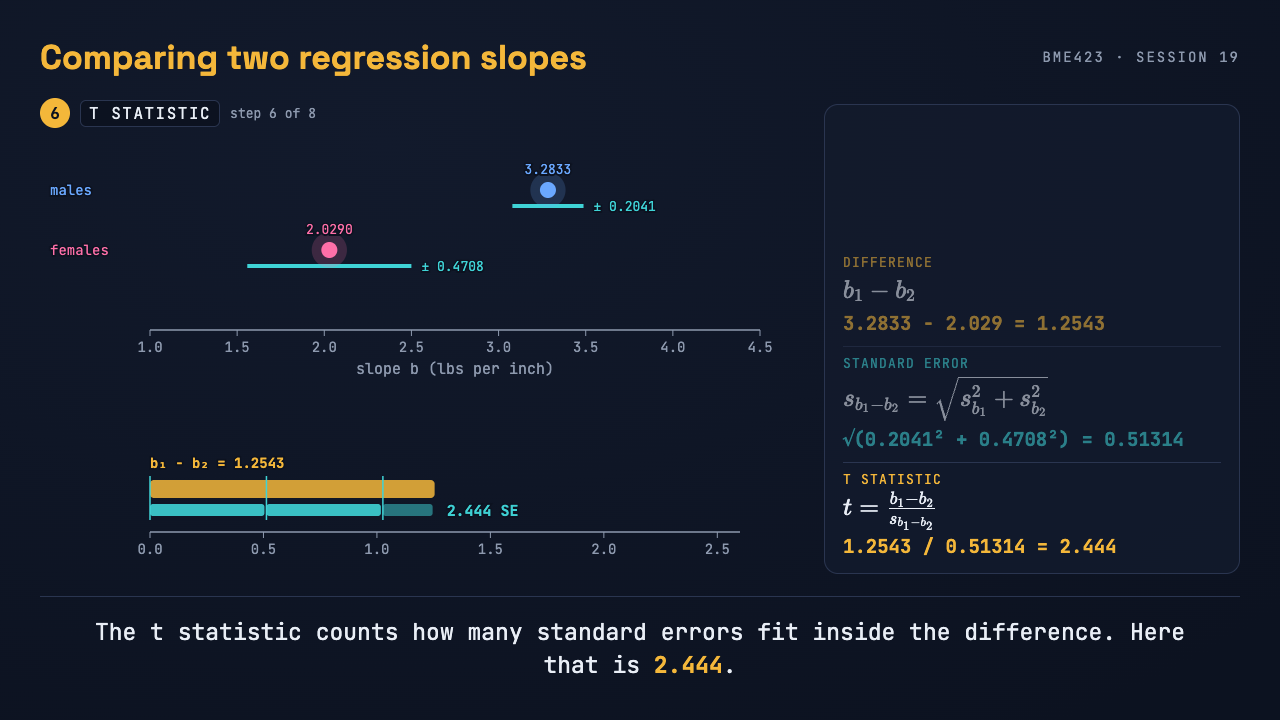 Comparing two regression slopes
BME423 · SESSION 19
6 T STATISTIC step 6 of 8
males
3.2833
± 0.2041
females
2.0290
± 0.4708
1.0 1.5 2.0 2.5 3.0 3.5 4.0 4.5
slope b (lbs per inch)
b₁ - b₂ = 1.2543
2.444 SE
0.0 0.5 1.0 1.5 2.0 2.5
DIFFERENCE
b₁ − b₂
3.2833 - 2.029 = 1.2543
STANDARD ERROR
s_{b₁−b₂} = √(s²_{b₁} + s²_{b₂})
√(0.2041² + 0.4708²) = 0.51314
T STATISTIC
t = (b₁−b₂)/(s_{b₁−b₂})
1.2543 / 0.51314 = 2.444
The t statistic counts how many standard errors fit inside the difference. Here
that is 2.444.